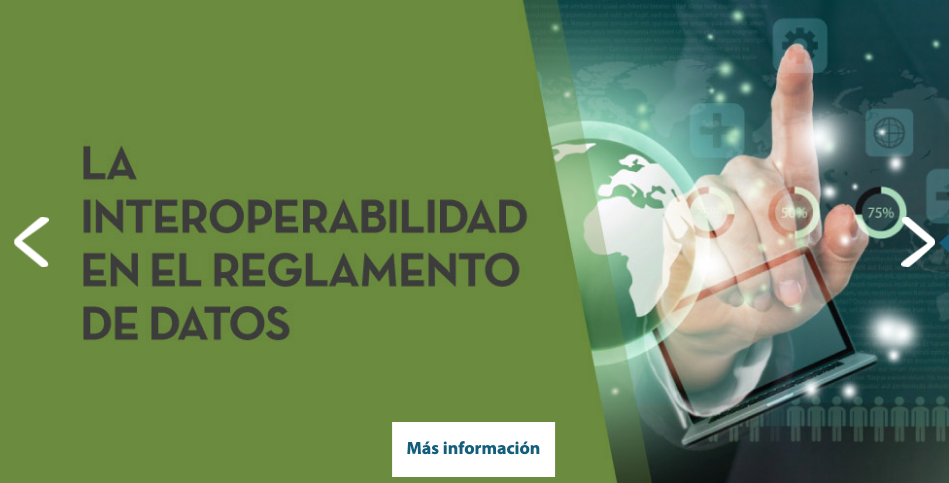 LA
INTEROPERABILIDAD
EN EL REGLAMENTO
DE DATOS
50%
75%
Más información